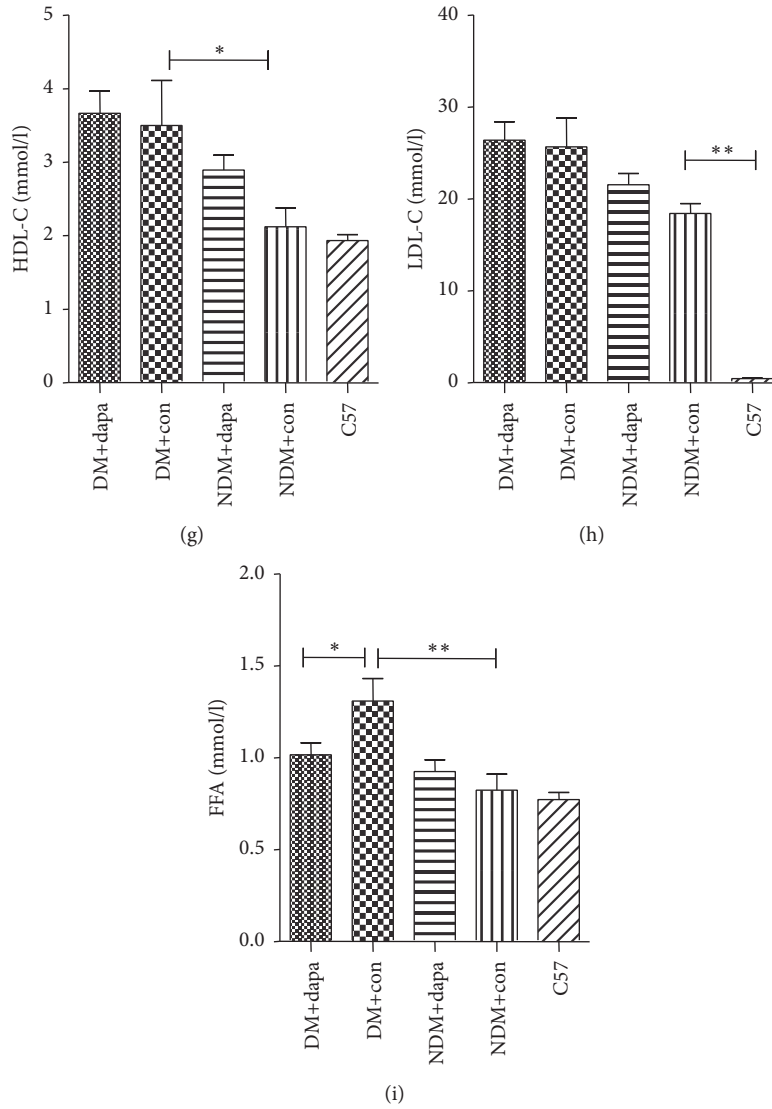 5
4
3
2
1
0
HDL-C (mmol/l)
*
DM+dapa
DM+con
NDM+dapa
NDM+con
C57
(g)
40
30
20
10
0
LDL-C (mmol/l)
**
DM+dapa
DM+con
NDM+dapa
NDM+con
C57
(h)
2.0
1.5
1.0
0.5
0.0
FFA (mmol/l)
*
**
DM+dapa
DM+con
NDM+dapa
NDM+con
C57
(i)